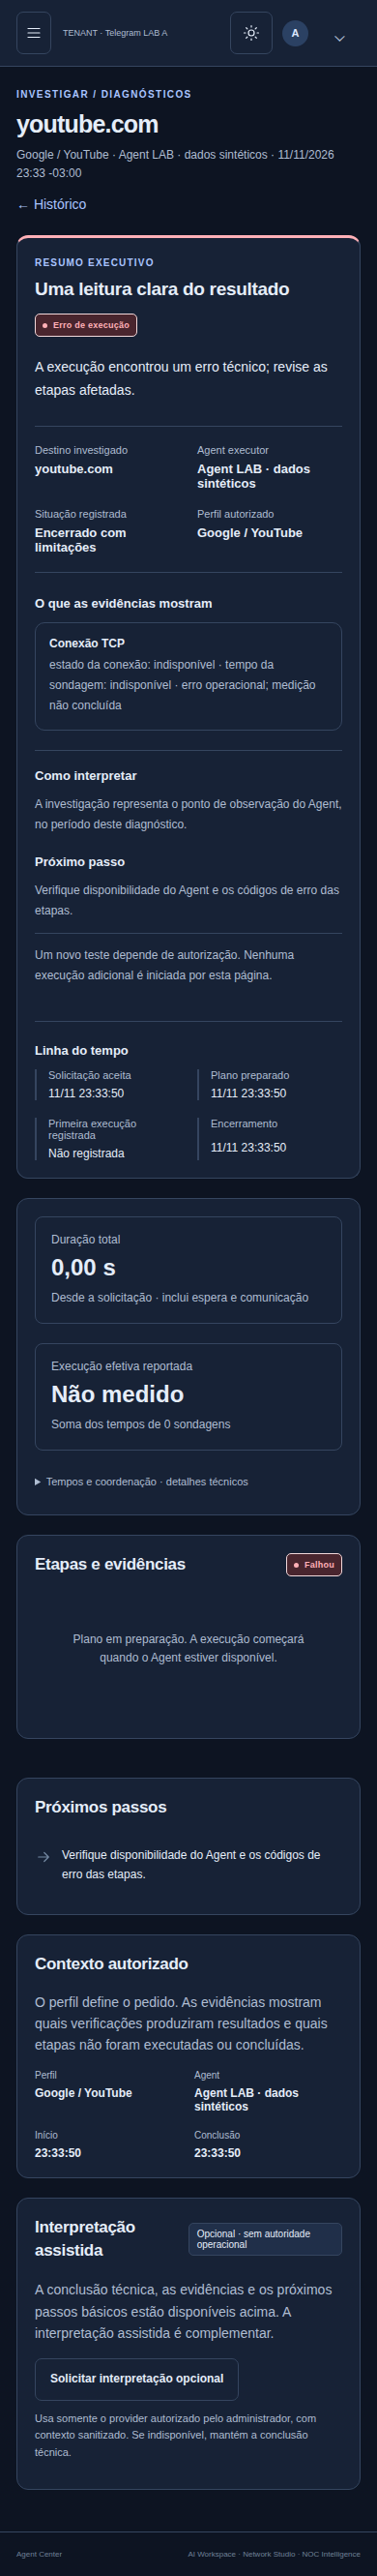 TENANT · Telegram LAB A
A
INVESTIGAR / DIAGNÓSTICOS
youtube.com
Google / YouTube · Agent LAB · dados sintéticos · 11/11/2026
23:33 -03:00
← Histórico
RESUMO EXECUTIVO
Uma leitura clara do resultado
Erro de execução
A execução encontrou um erro técnico; revise as
etapas afetadas.
Destino investigado
youtube.com
Agent executor
Agent LAB · dados
sintéticos
Situação registrada
Encerrado com
limitações
Perfil autorizado
Google / YouTube
O que as evidências mostram
Conexão TCP
estado da conexão: indisponível · tempo da
sondagem: indisponível · erro operacional; medição
não concluída
Como interpretar
A investigação representa o ponto de observação do Agent,
no período deste diagnóstico.
Próximo passo
Verifique disponibilidade do Agent e os códigos de erro das
etapas.
Um novo teste depende de autorização. Nenhuma
execução adicional é iniciada por esta página.
Linha do tempo
Solicitação aceita
11/11 23:33:50
Plano preparado
11/11 23:33:50
Primeira execução
registrada
Não registrada
Encerramento
11/11 23:33:50
Duração total
0,00 s
Desde a solicitação · inclui espera e comunicação
Execução efetiva reportada
Não medido
Soma dos tempos de 0 sondagens
Tempos e coordenação · detalhes técnicos
Etapas e evidências
Falhou
Plano em preparação. A execução começará
quando o Agent estiver disponível.
Próximos passos
Verifique disponibilidade do Agent e os códigos de
erro das etapas.
Contexto autorizado
O perfil define o pedido. As evidências mostram
quais verificações produziram resultados e quais
etapas não foram executadas ou concluídas.
Perfil
Google / YouTube
Agent
Agent LAB · dados
sintéticos
Início
23:33:50
Conclusão
23:33:50
Interpretação
assistida
Opcional · sem autoridade
operacional
A conclusão técnica, as evidências e os próximos
passos básicos estão disponíveis acima. A
interpretação assistida é complementar.
Solicitar interpretação opcional
Usa somente o provider autorizado pelo administrador, com
contexto sanitizado. Se indisponível, mantém a conclusão
técnica.
Agent Center
AI Workspace · Network Studio · NOC Intelligence